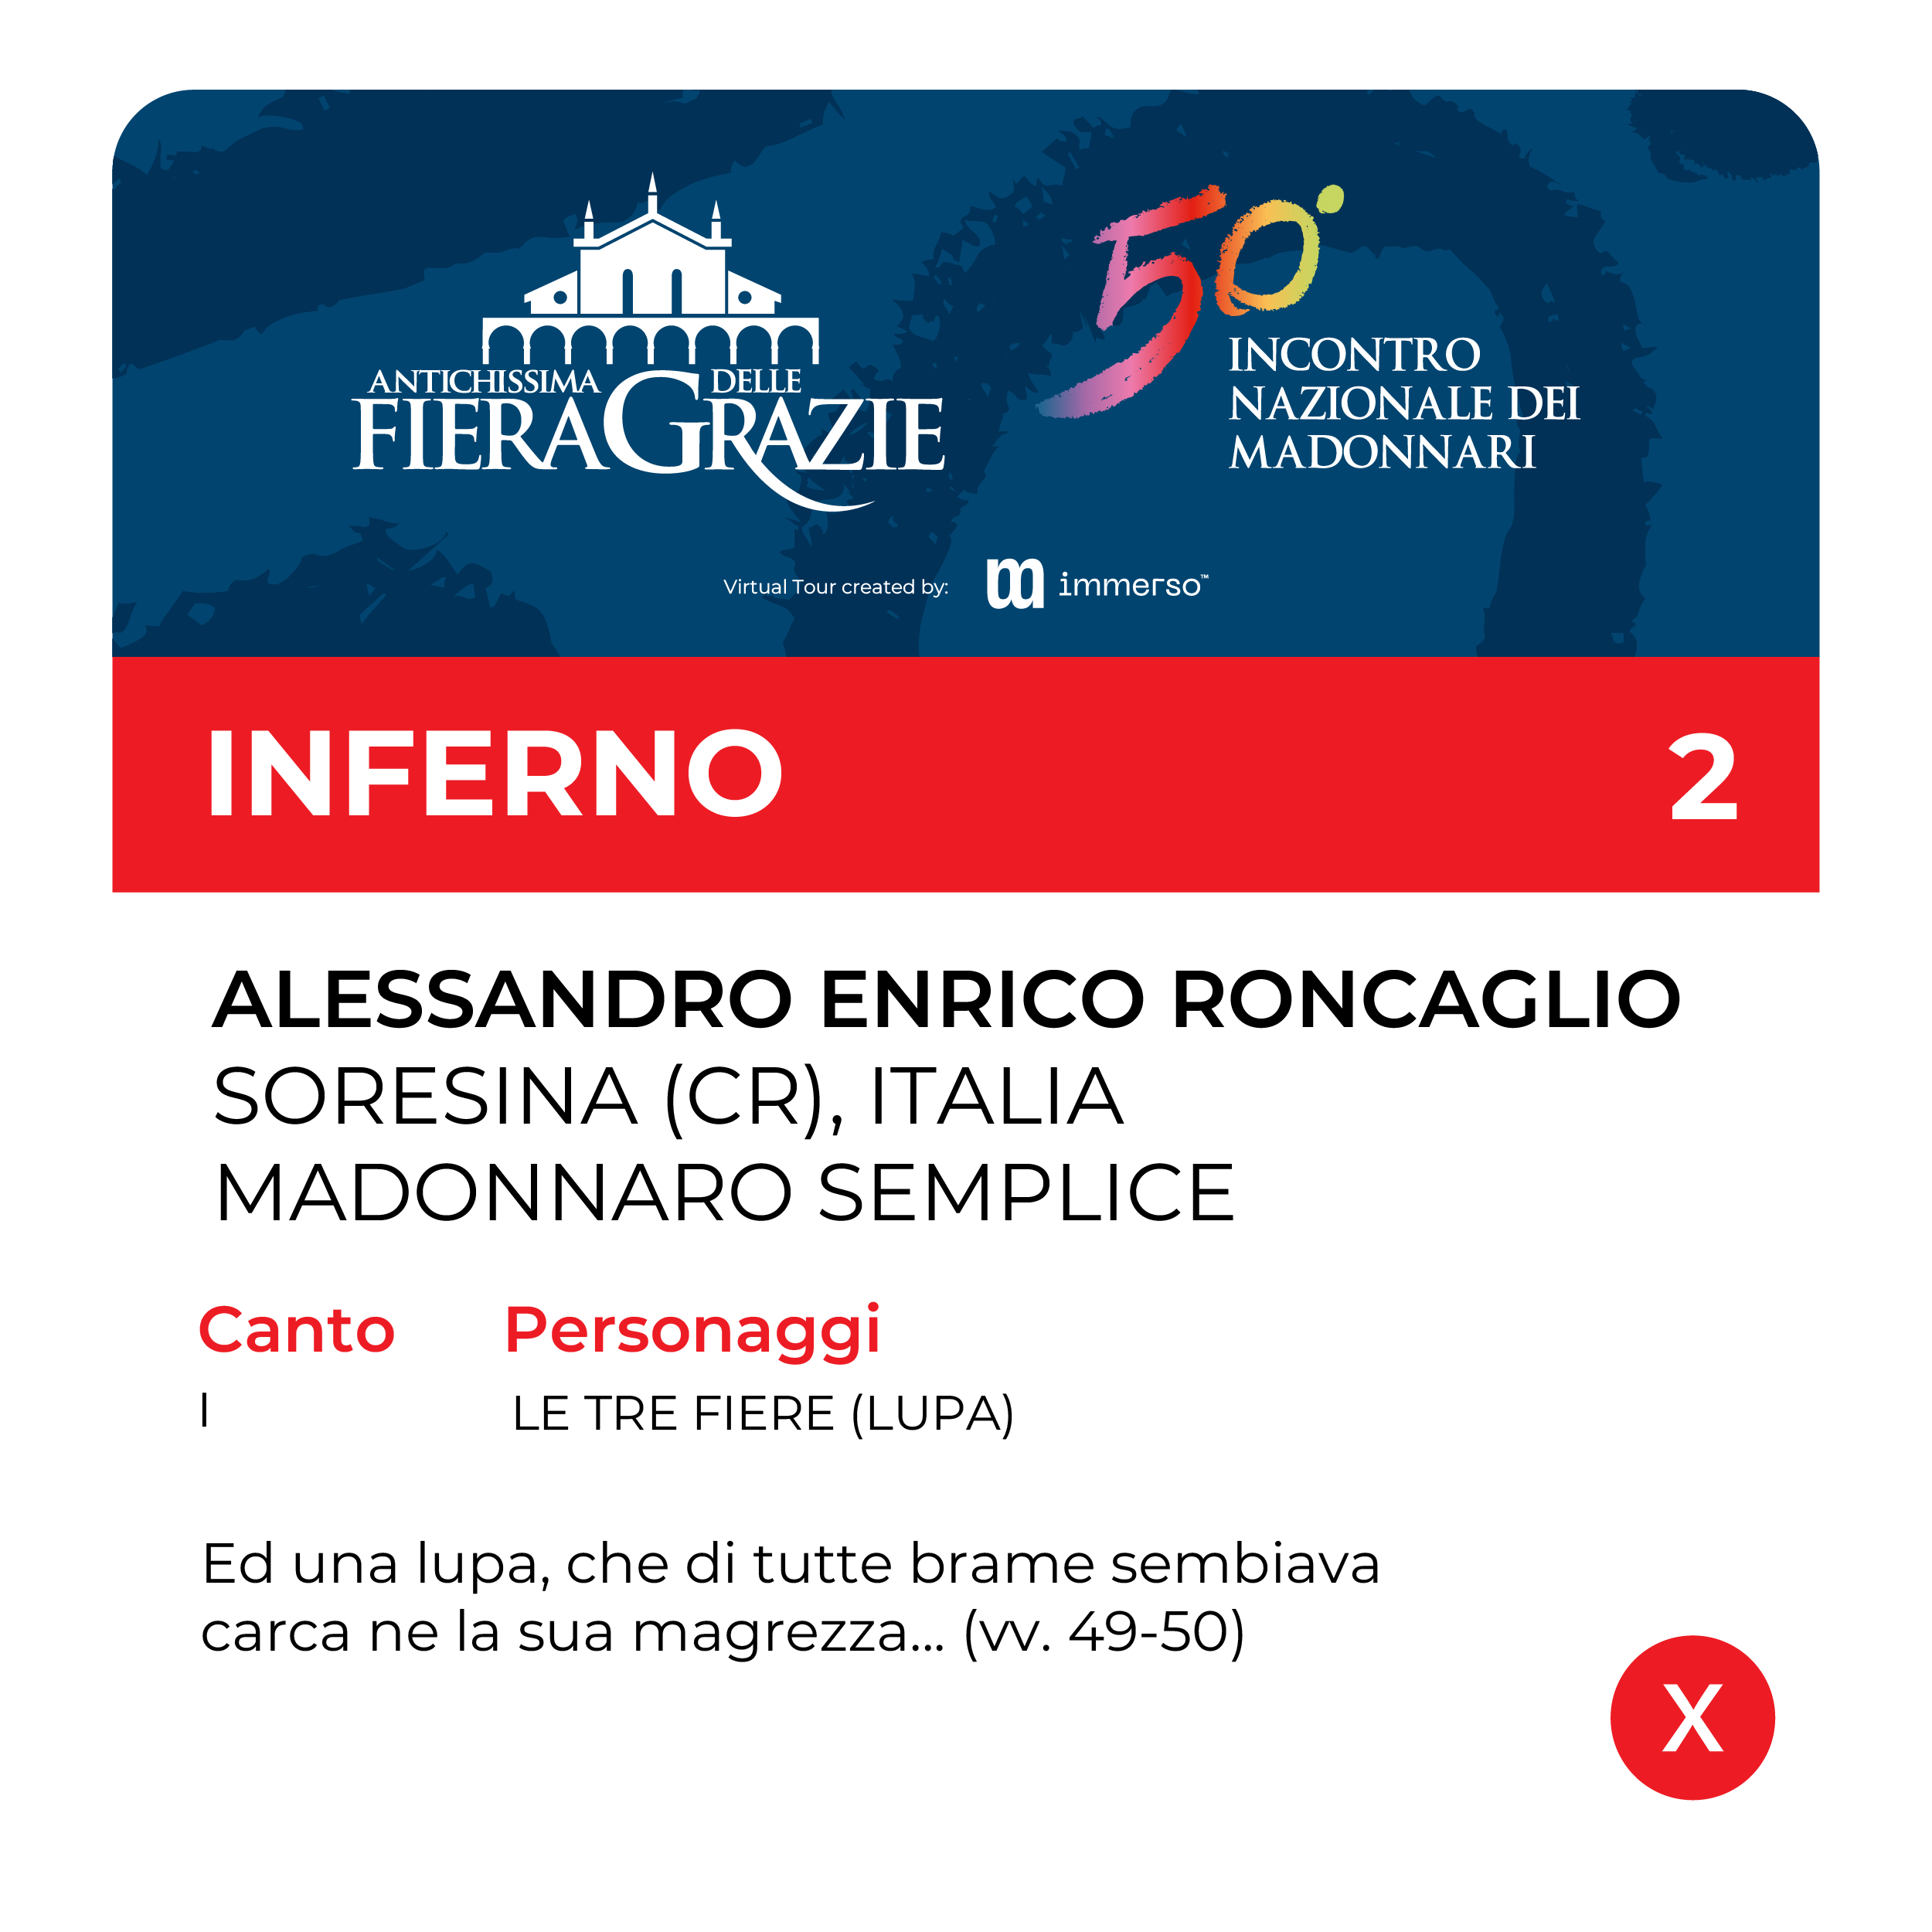 ANTICHISSIMA DELLE
FIERAGRAZIE
50°
INCONTRO
NAZIONALE DEI
MADONNARI
Virtual Tour created by:
immerso™
INFERNO
2
ALESSANDRO ENRICO RONCAGLIO
SORESINA (CR), ITALIA
MADONNARO SEMPLICE
Canto Personaggi
I LE TRE FIERE (LUPA)
Ed una lupa, che di tutte brame sembiava
carca ne la sua magrezza... (vv. 49-50)
X